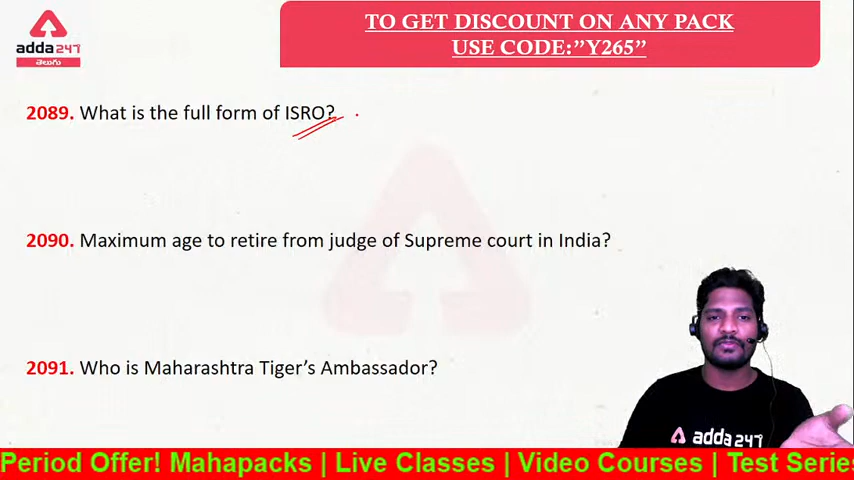 TO GET DISCOUNT ON ANY PACK
USE CODE:”Y265”
adda247
తెలుగు
2089. What is the full form of ISRO?
2090. Maximum age to retire from judge of Supreme court in India?
2091. Who is Maharashtra Tiger’s Ambassador?
adda247
Period Offer! Mahapacks | Live Classes | Video Courses | Test Series